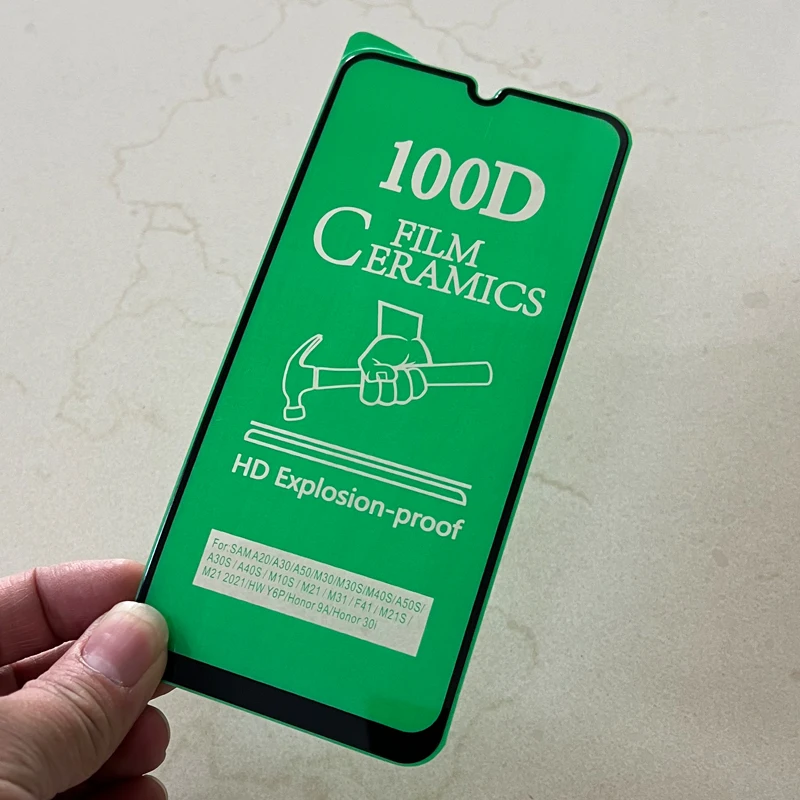 100D
FILM
CERAMICS
HD Explosion-proof
For:SAM A20/A30/A50/M30/M30S/M40S/A50S/
A30S / A40S / M10S / M21 / M31 / F41 / M21S /
M21 2021/HW Y6P/Honor 9A/Honor 30i